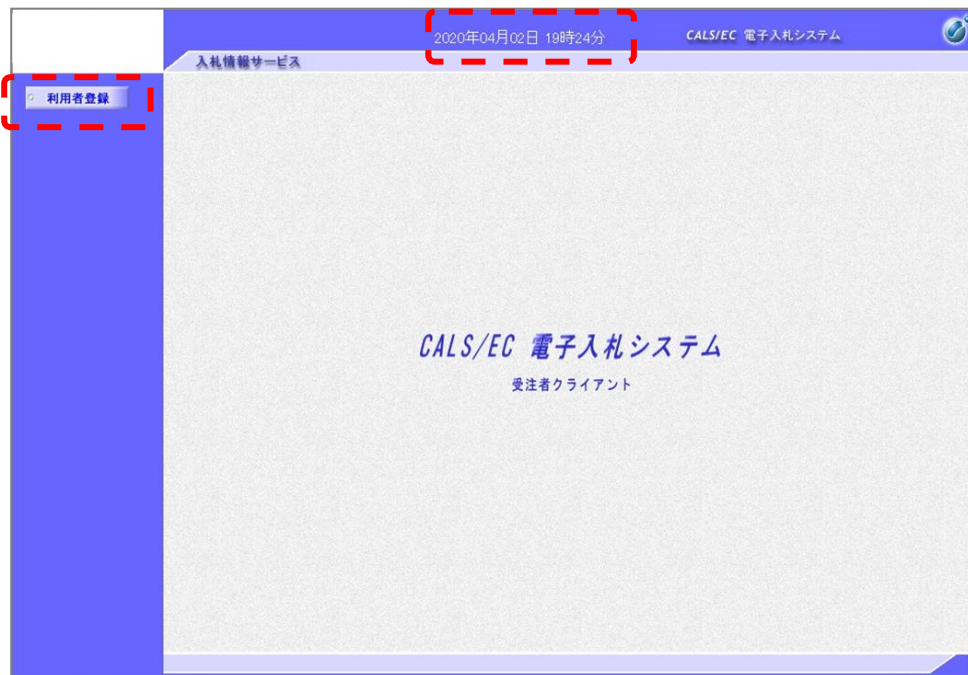 2020年04月02日 19時24分
CALS/EC 電子入札システム
入札情報サービス
利用者登録
CALS/EC 電子入札システム
受注者クライアント